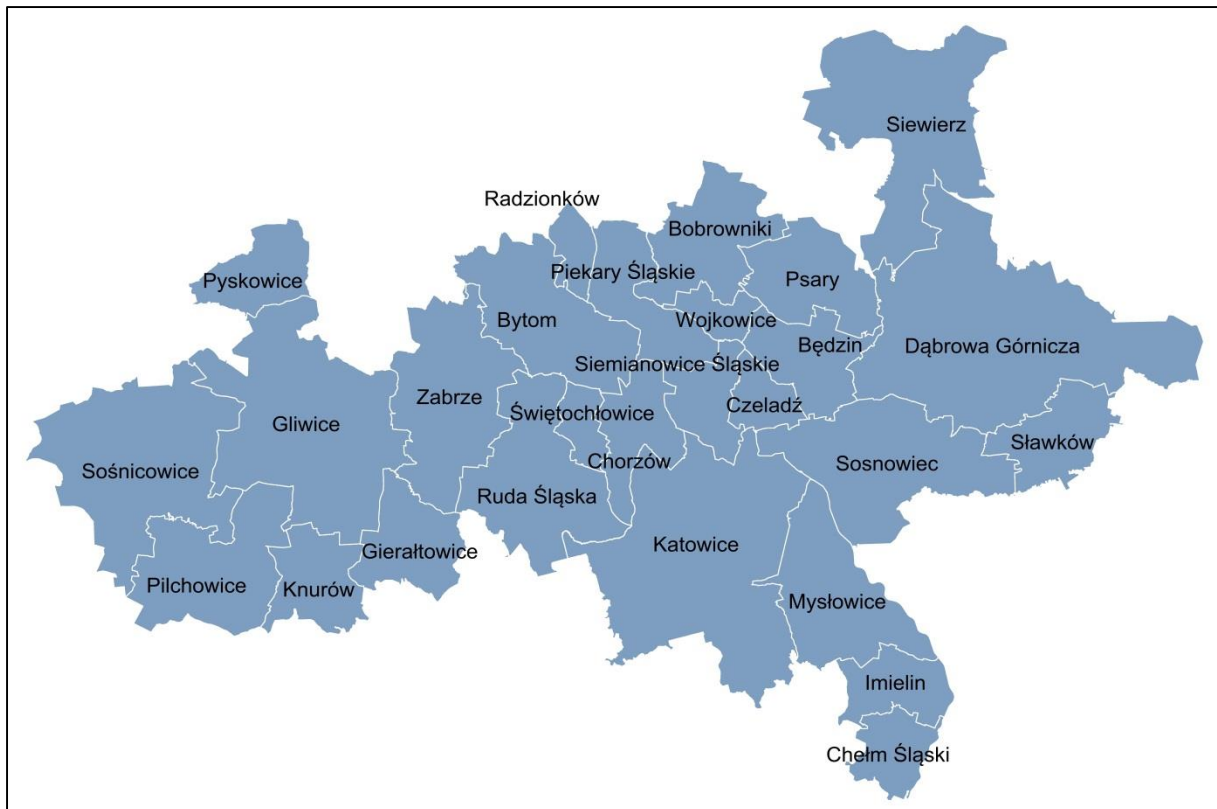 Siewierz
Radzionków
Bobrowniki
Pyskowice
Piekary Śląskie
Psary
Bytom
Wojkowice
Będzin
Dąbrowa Górnicza
Siemianowice Śląskie
Zabrze
Świętochłowice
Czeladź
Gliwice
Sławków
Sośnicowice
Chorzów
Sosnowiec
Ruda Śląska
Katowice
Gierałtowice
Pilchowice
Knurów
Mysłowice
Imielin
Chełm Śląski